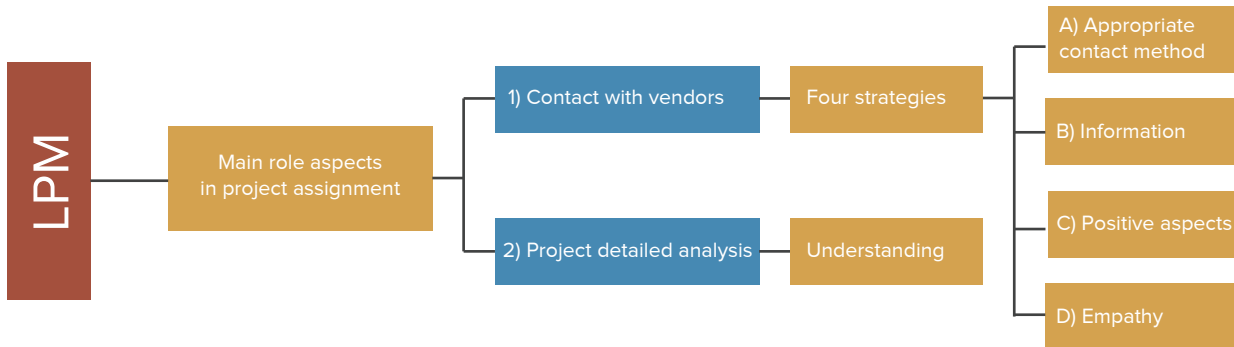 LPM
Main role aspects
in project assignment
1) Contact with vendors
Four strategies
A) Appropriate
contact method
B) Information
C) Positive aspects
D) Empathy
2) Project detailed analysis
Understanding